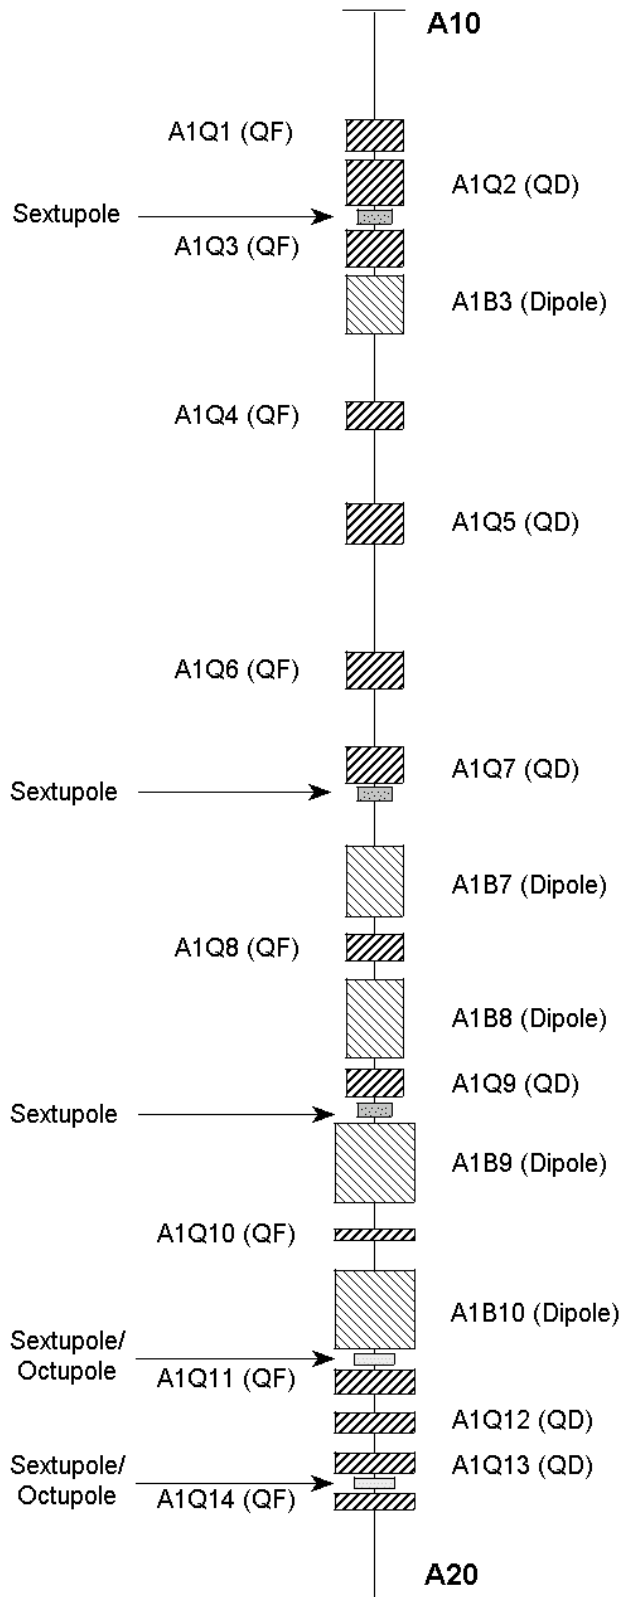 A10
A1Q1 (QF)
A1Q2 (QD)
Sextupole
A1Q3 (QF)
A1B3 (Dipole)
A1Q4 (QF)
A1Q5 (QD)
A1Q6 (QF)
A1Q7 (QD)
Sextupole
A1B7 (Dipole)
A1Q8 (QF)
A1B8 (Dipole)
A1Q9 (QD)
Sextupole
A1B9 (Dipole)
A1Q10 (QF)
A1B10 (Dipole)
Sextupole/
Octupole
A1Q11 (QF)
A1Q12 (QD)
A1Q13 (QD)
Sextupole/
Octupole
A1Q14 (QF)
A20